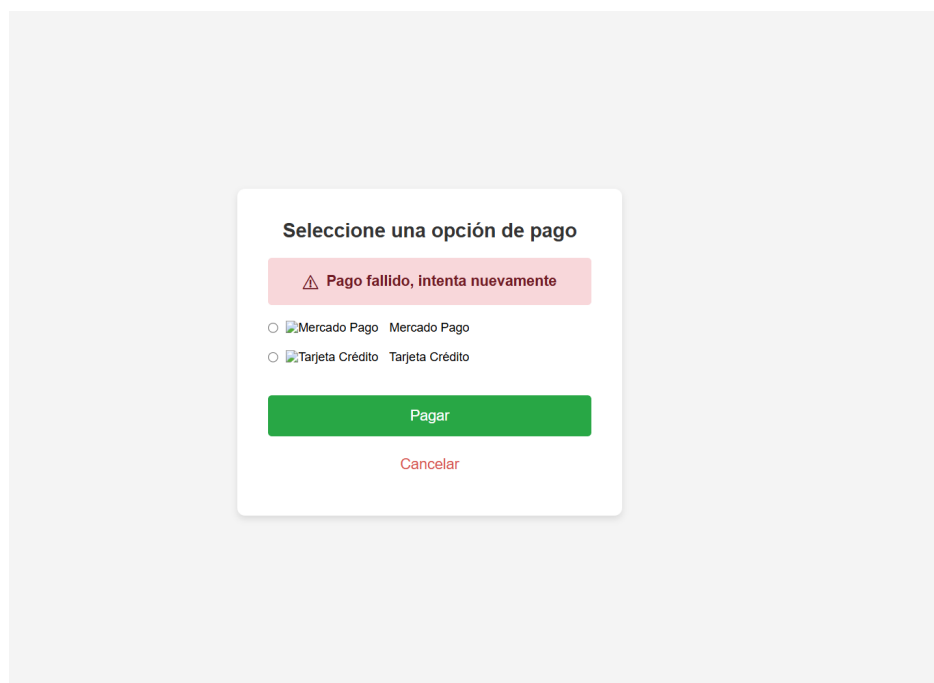 Seleccione una opción de pago
⚠ Pago fallido, intenta nuevamente
Mercado Pago Mercado Pago
Tarjeta Crédito Tarjeta Crédito
Pagar
Cancelar